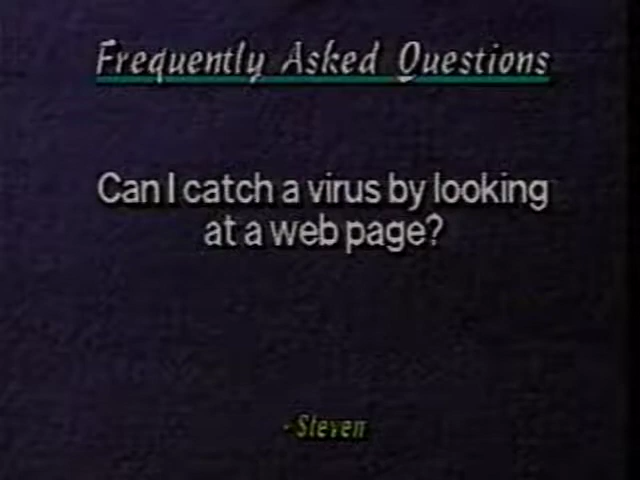 Frequently Asked Questions
Can I catch a virus by looking
at a web page?
- Steven